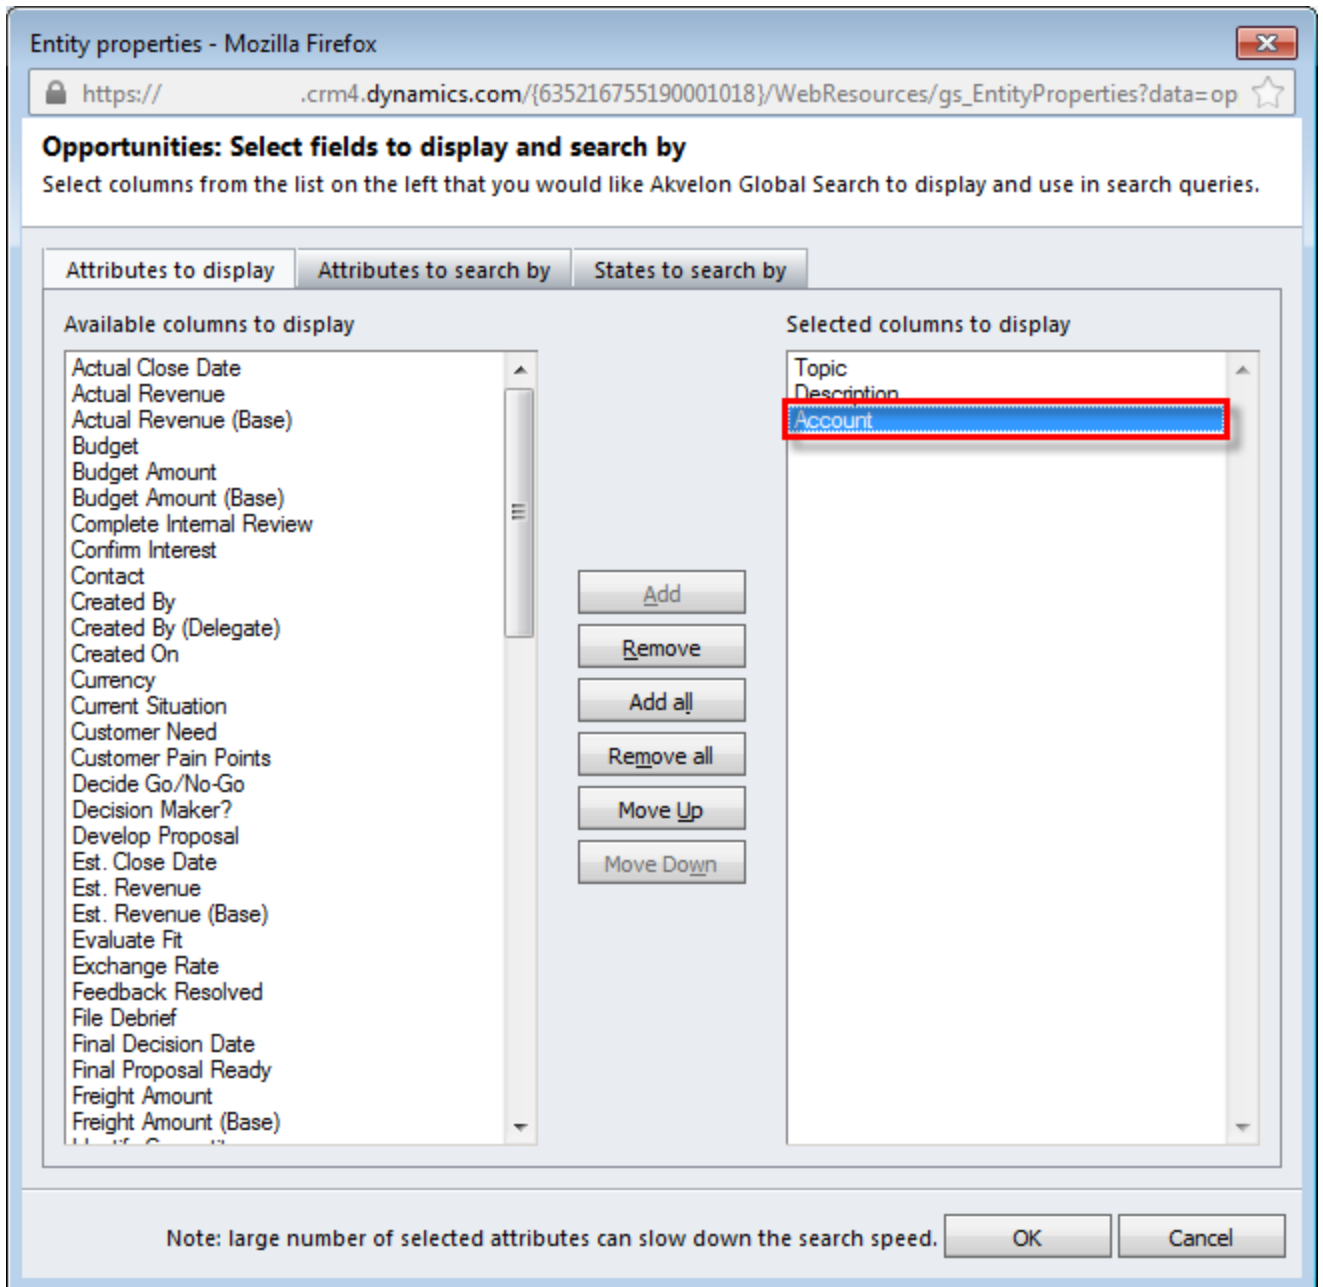 Entity properties - Mozilla Firefox
https:// .crm4.dynamics.com/{635216755190001018}/WebResources/gs_EntityProperties?data=op
Opportunities: Select fields to display and search by
Select columns from the list on the left that you would like Akvelon Global Search to display and use in search queries.
Attributes to display Attributes to search by States to search by
Available columns to display
Actual Close Date
Actual Revenue
Actual Revenue (Base)
Budget
Budget Amount
Budget Amount (Base)
Complete Internal Review
Confirm Interest
Contact
Created By
Created By (Delegate)
Created On
Currency
Current Situation
Customer Need
Customer Pain Points
Decide Go/No-Go
Decision Maker?
Develop Proposal
Est. Close Date
Est. Revenue
Est. Revenue (Base)
Evaluate Fit
Exchange Rate
Feedback Resolved
File Debrief
Final Decision Date
Final Proposal Ready
Freight Amount
Freight Amount (Base)
Add
Remove
Add all
Remove all
Move Up
Move Down
Selected columns to display
Topic
Description
Account
Note: large number of selected attributes can slow down the search speed.
OK
Cancel